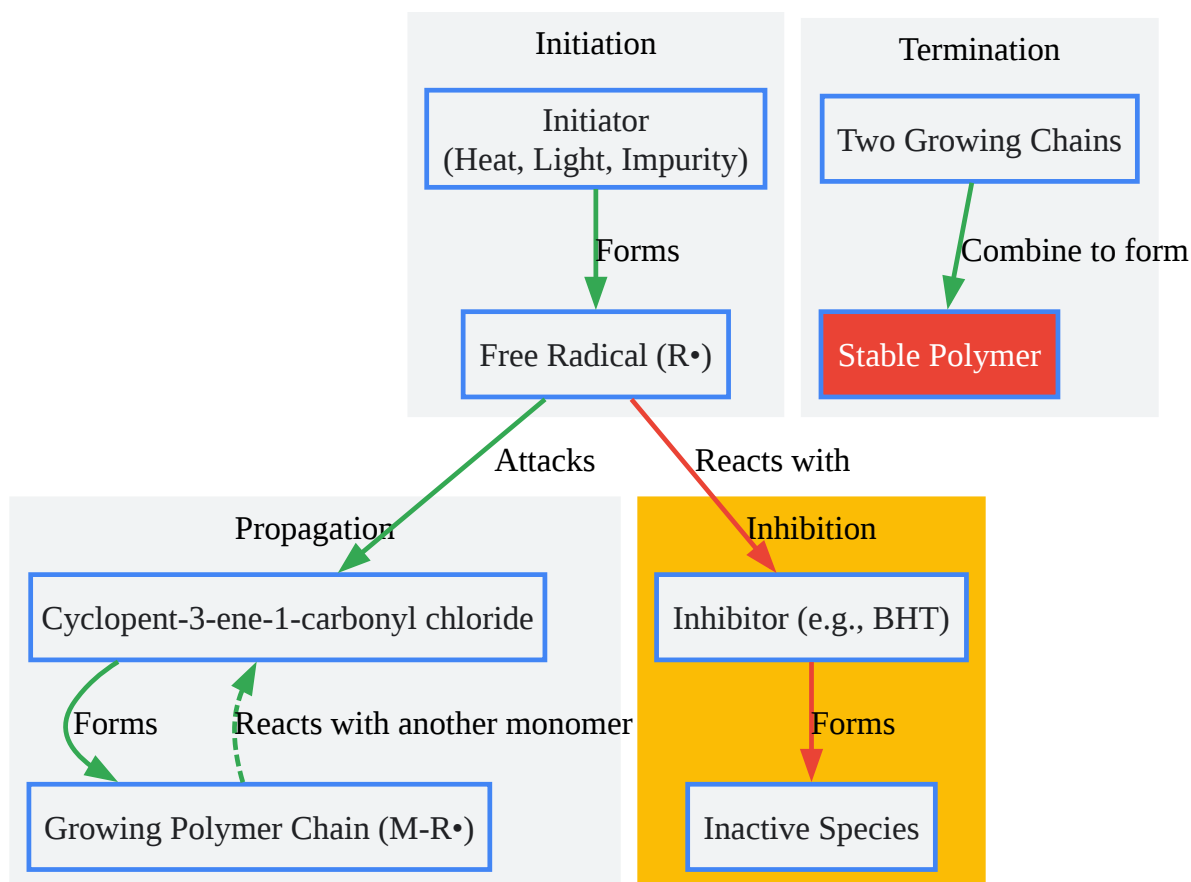 Initiation
Initiator
(Heat, Light, Impurity)
Forms
Free Radical (R•)
Termination
Two Growing Chains
Combine to form
Stable Polymer
Attacks
Reacts with
Propagation
Cyclopent-3-ene-1-carbonyl chloride
Forms
Reacts with another monomer
Growing Polymer Chain (M-R•)
Inhibition
Inhibitor (e.g., BHT)
Forms
Inactive Species